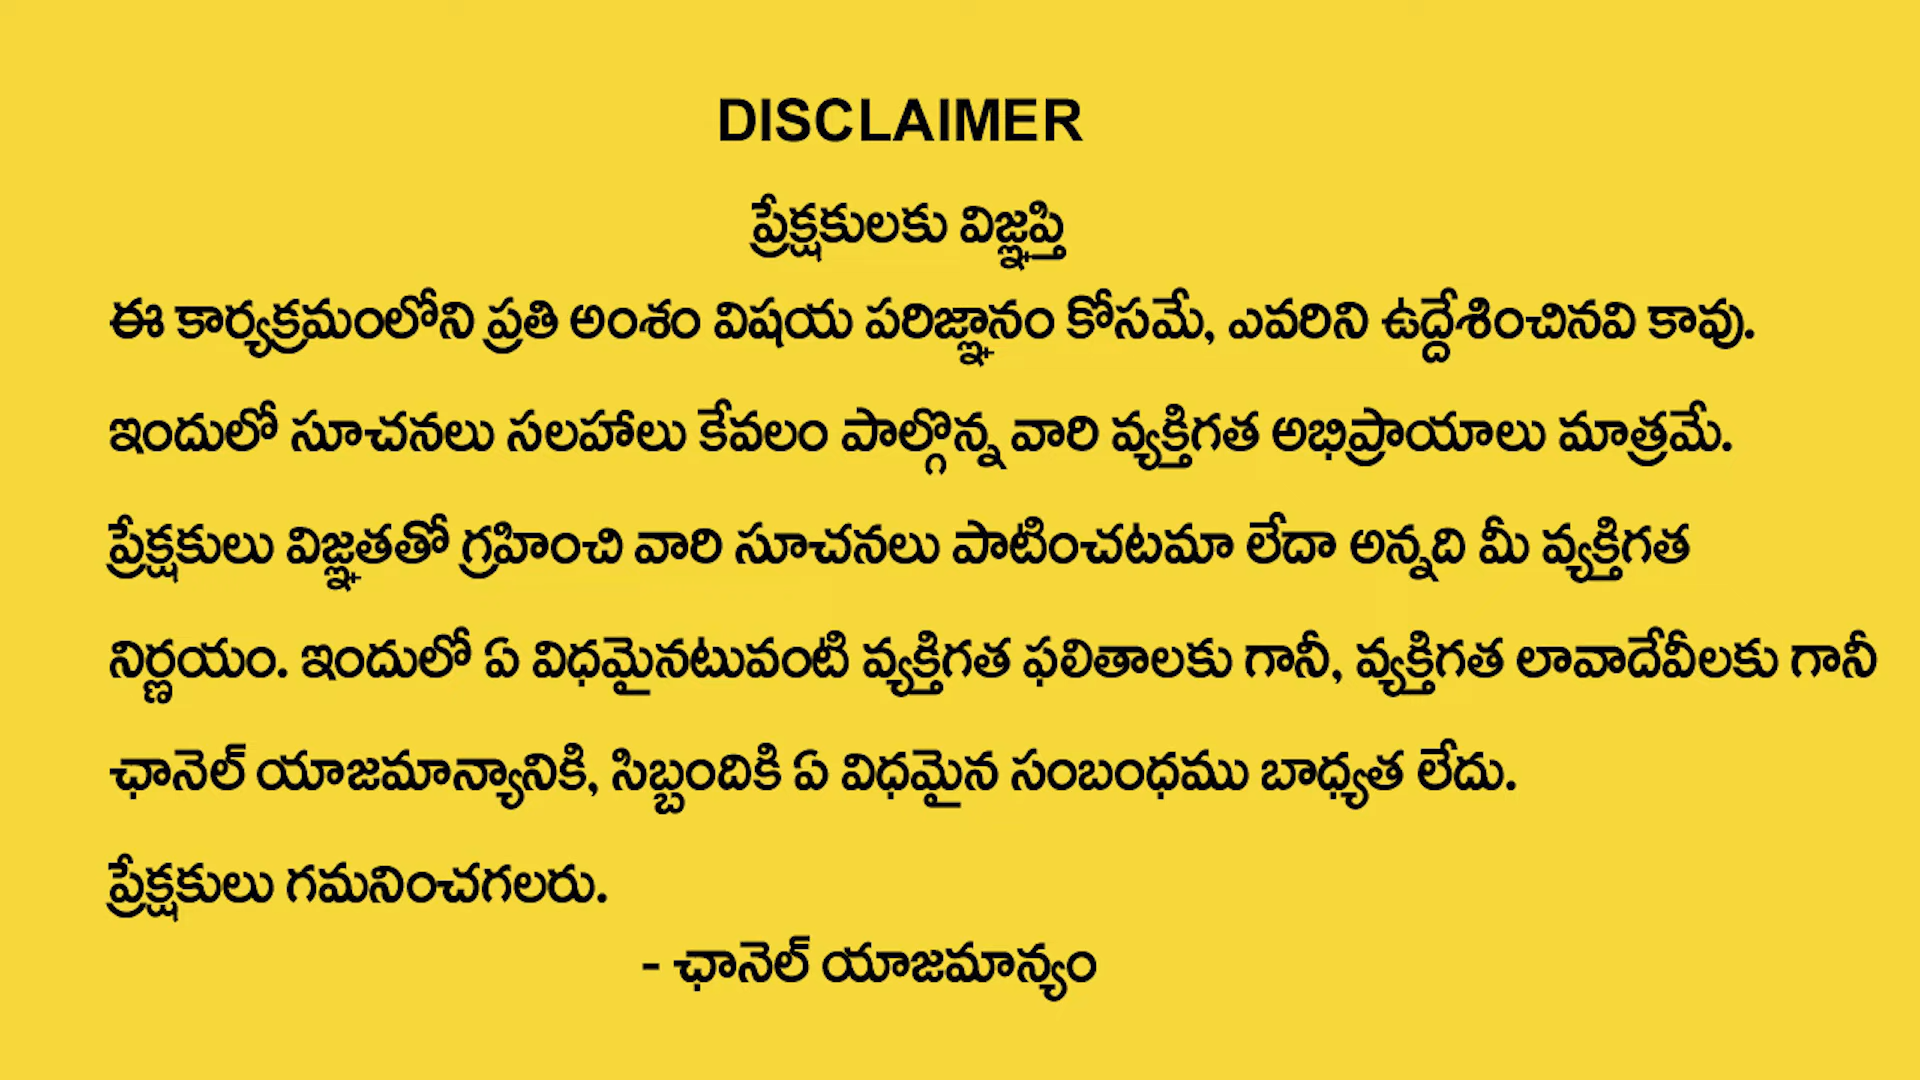 DISCLAIMER
ప్రేక్షకులకు విజ్ఞప్తి
ఈ కార్యక్రమంలోని ప్రతి అంశం విషయ పరిజ్ఞానం కోసమే, ఎవరిని ఉద్దేశించినవి కావు.
ఇందులో సూచనలు సలహాలు కేవలం పాల్గొన్న వారి వ్యక్తిగత అభిప్రాయాలు మాత్రమే.
ప్రేక్షకులు విజ్ఞతతో గ్రహించి వారి సూచనలు పాటించటమా లేదా అన్నది మీ వ్యక్తిగత
నిర్ణయం. ఇందులో ఏ విధమైనటువంటి వ్యక్తిగత ఫలితాలకు గానీ, వ్యక్తిగత లావాదేవీలకు గానీ
ఛానెల్ యాజమాన్యానికి, సిబ్బందికి ఏ విధమైన సంబంధము బాధ్యత లేదు.
ప్రేక్షకులు గమనించగలరు.
- ఛానెల్ యాజమాన్యం